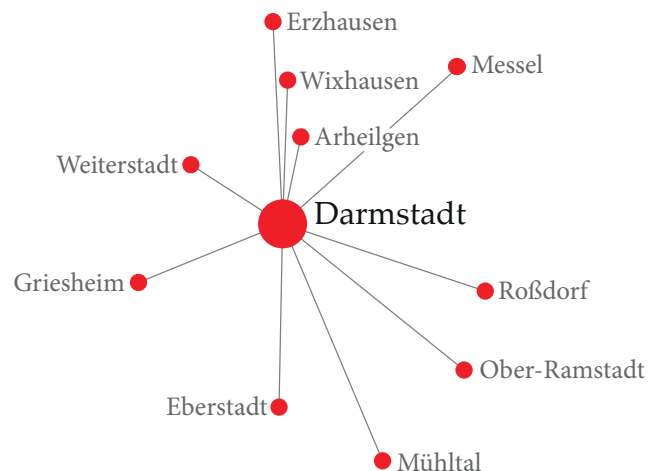 Erzhausen
Messel
Wixhausen
Arheilgen
Weiterstadt
Darmstadt
Griesheim
Roßdorf
Ober-Ramstadt
Eberstadt
Mühltal